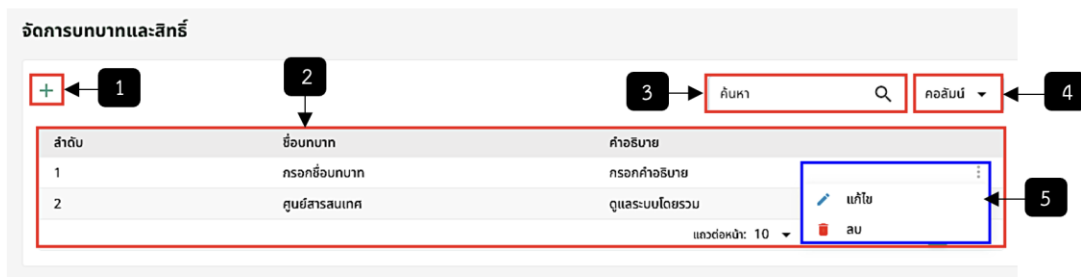 จัดการบทบาทและสิทธิ์
1
2
3
ค้นหา
คอลัมน์
4
ลำดับ ชื่อบทบาท คำอธิบาย
1 กรอกชื่อบทบาท กรอกคำอธิบาย
2 ศูนย์สารสนเทศ ดูแลระบบโดยรวม
แก้ไข
5
ลบ
แถวต่อหน้า: 10